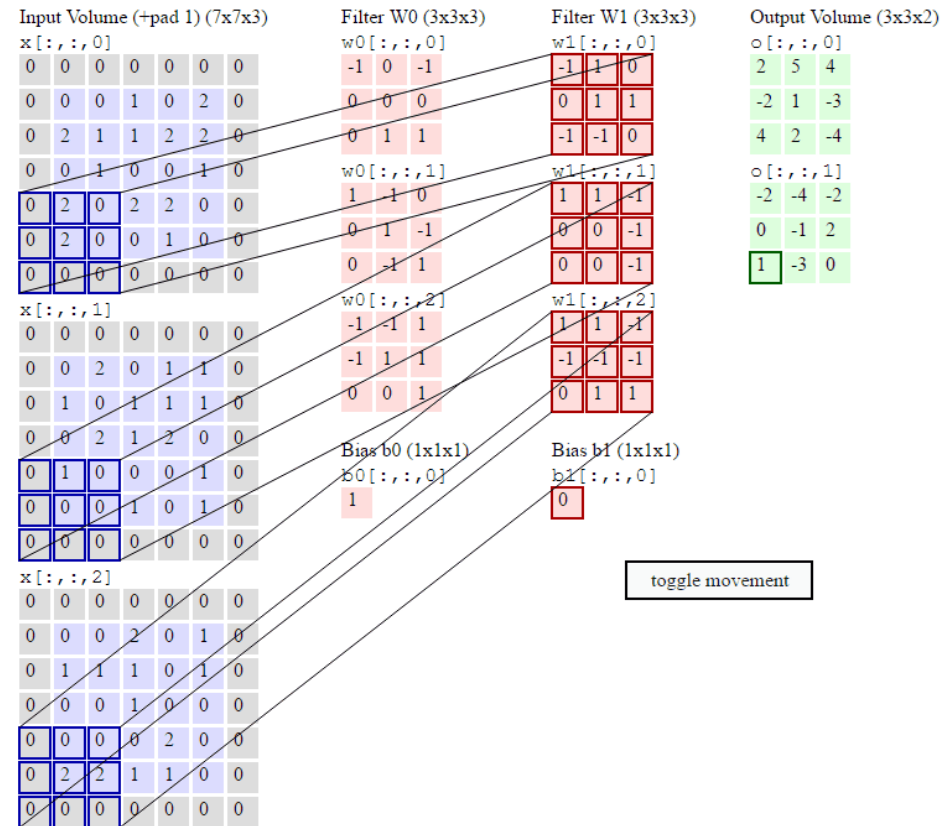 Input Volume (+pad 1) (7x7x3)
x[:,:,0]
0 0 0 0 0 0 0
0 0 0 1 0 2 0
0 2 1 1 2 2 0
0 0 1 0 0 1 0
0 2 0 2 2 0 0
0 2 0 0 1 0 0
0 0 0 0 0 0 0
x[:,:,1]
0 0 0 0 0 0 0
0 0 2 0 1 1 0
0 1 0 1 1 1 0
0 0 2 1 2 0 0
0 1 0 0 0 1 0
0 0 0 1 0 1 0
0 0 0 0 0 0 0
x[:,:,2]
0 0 0 0 0 0 0
0 0 0 2 0 1 0
0 1 1 1 0 1 0
0 0 0 1 0 0 0
0 0 0 0 2 0 0
0 2 2 1 1 0 0
0 0 0 0 0 0 0
Filter W0 (3x3x3)
w0[:,:,0]
-1 0 -1
0 0 0
0 1 1
w0[:,:,1]
1 -1 0
0 1 -1
0 -1 1
w0[:,:,2]
-1 -1 1
-1 1 1
0 0 1
Bias b0 (1x1x1)
b0[:,:,0]
1
Filter W1 (3x3x3)
w1[:,:,0]
-1 1 0
0 1 1
-1 -1 0
w1[:,:,1]
1 1 -1
0 0 -1
0 0 -1
w1[:,:,2]
1 1 -1
-1 -1 -1
0 1 1
Bias b1 (1x1x1)
b1[:,:,0]
0
Output Volume (3x3x2)
o[:,:,0]
2 5 4
-2 1 -3
4 2 -4
o[:,:,1]
-2 -4 -2
0 -1 2
1 -3 0
toggle movement